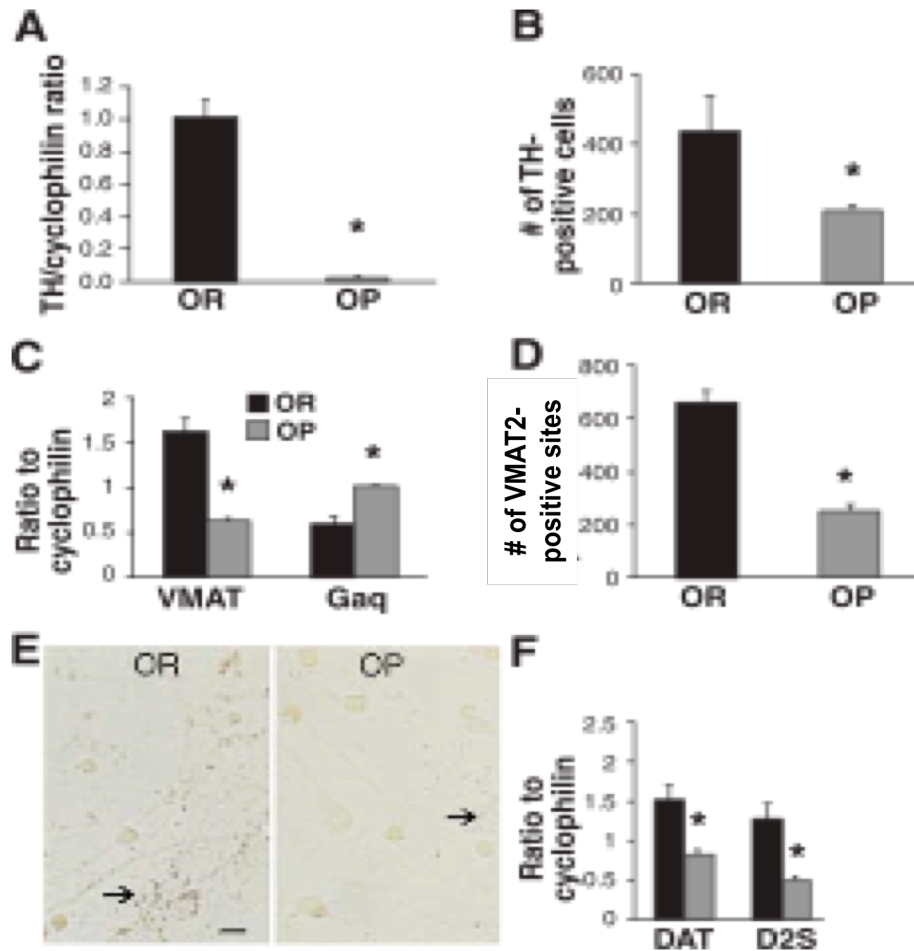 A
TH/cyclophilin ratio
1.2
1.0
0.8
0.6
0.4
0.2
0.0
*
OR
OP
B
# of TH-
positive cells
600
400
200
0
*
OR
OP
C
Ratio to
cyclophilin
2
1.5
1
0.5
0
OR
OP
*
*
VMAT
Gaq
D
# of VMAT2-
positive sites
800
600
400
200
0
*
OR
OP
E
OR
OP
F
Ratio to
cyclophilin
2.5
2
1.5
1
0.5
0
*
*
DAT
D2S